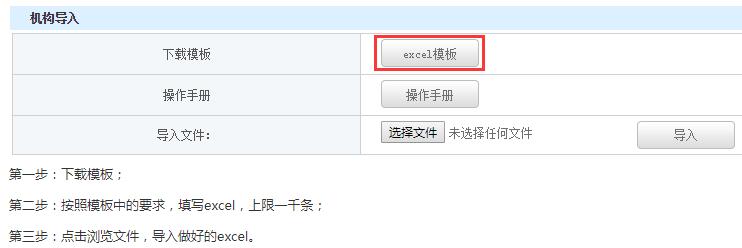 机构导入
下载模板 excel模板
操作手册 操作手册
导入文件: 选择文件 未选择任何文件 导入
第一步：下载模板；
第二步：按照模板中的要求，填写excel，上限一千条；
第三步：点击浏览文件，导入做好的excel。